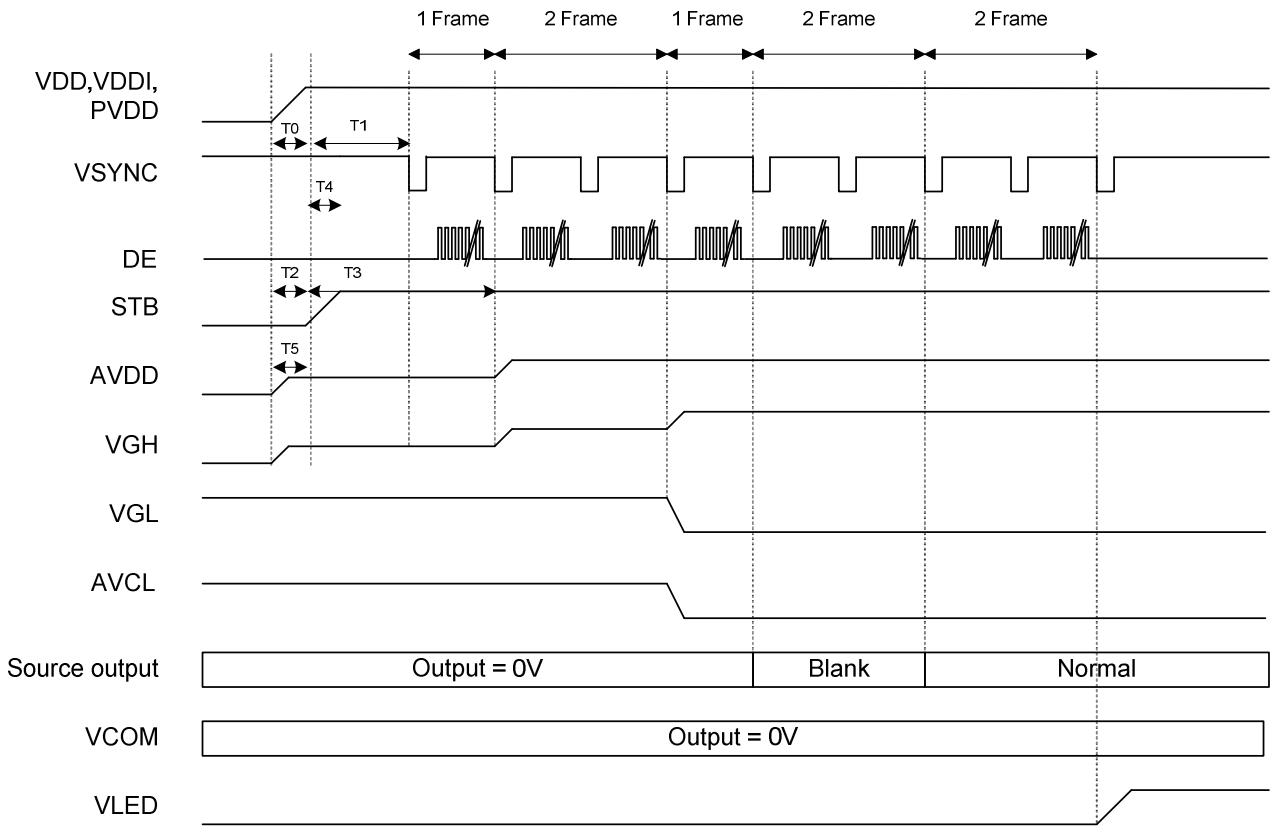 1 Frame
2 Frame
1 Frame
2 Frame
2 Frame
VDD,VDDI,
PVDD
T0
T1
VSYNC
T4
DE
T2
T3
STB
T5
AVDD
VGH
VGL
AVCL
Source output
Output = 0V
Blank
Normal
VCOM
Output = 0V
VLED